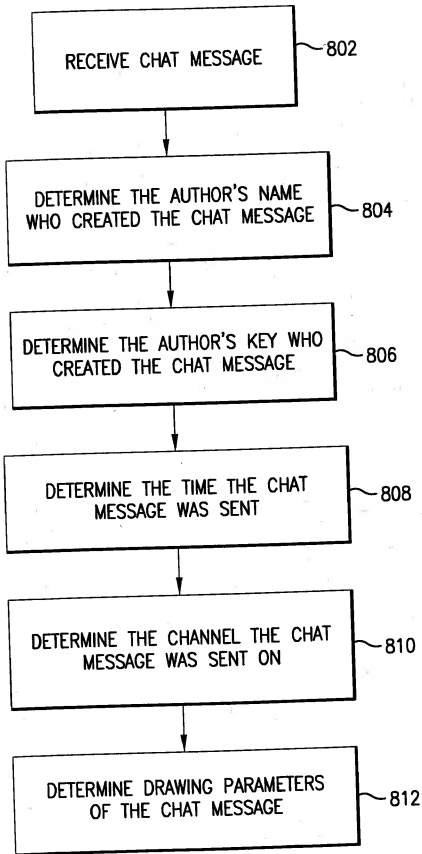 RECEIVE CHAT MESSAGE
802
DETERMINE THE AUTHOR'S NAME
WHO CREATED THE CHAT MESSAGE
804
DETERMINE THE AUTHOR'S KEY WHO
CREATED THE CHAT MESSAGE
806
DETERMINE THE TIME THE CHAT
MESSAGE WAS SENT
808
DETERMINE THE CHANNEL THE CHAT
MESSAGE WAS SENT ON
810
DETERMINE DRAWING PARAMETERS
OF THE CHAT MESSAGE
812